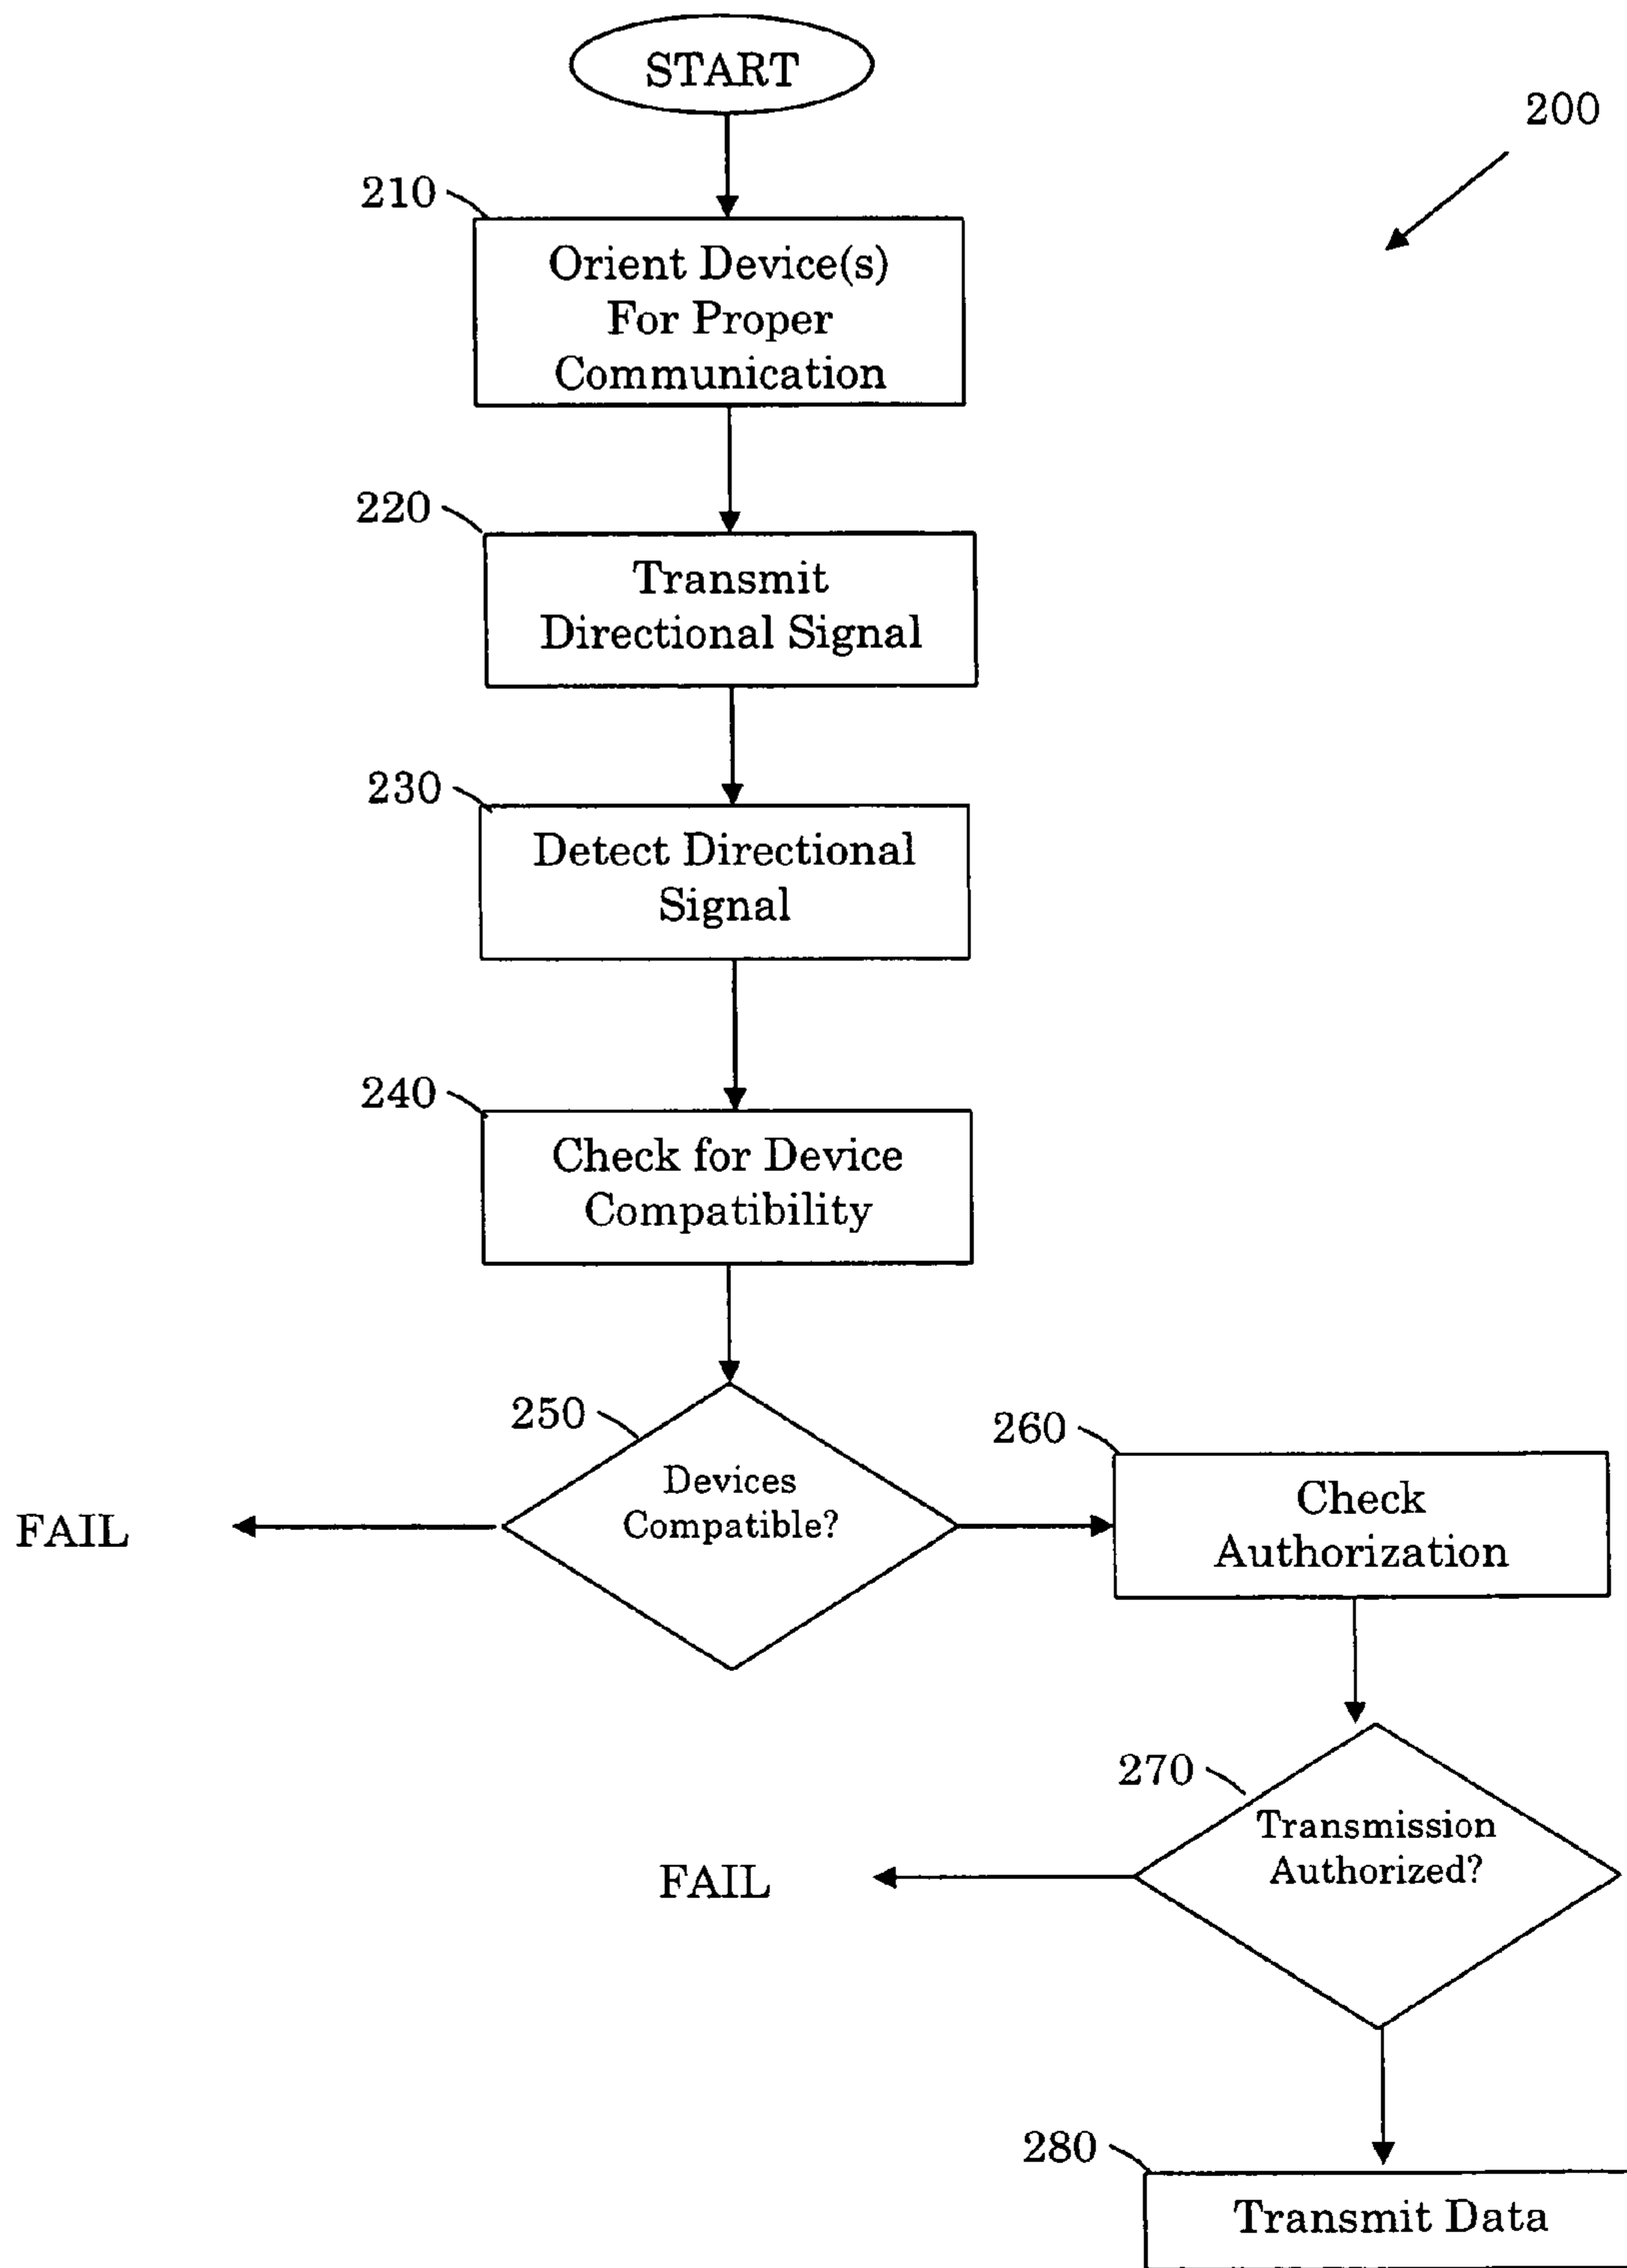 START
200
210
Orient Device(s)
For Proper
Communication
220
Transmit
Directional Signal
230
Detect Directional
Signal
240
Check for Device
Compatibility
250
Devices
Compatible?
FAIL
260
Check
Authorization
270
Transmission
Authorized?
FAIL
280
Transmit Data